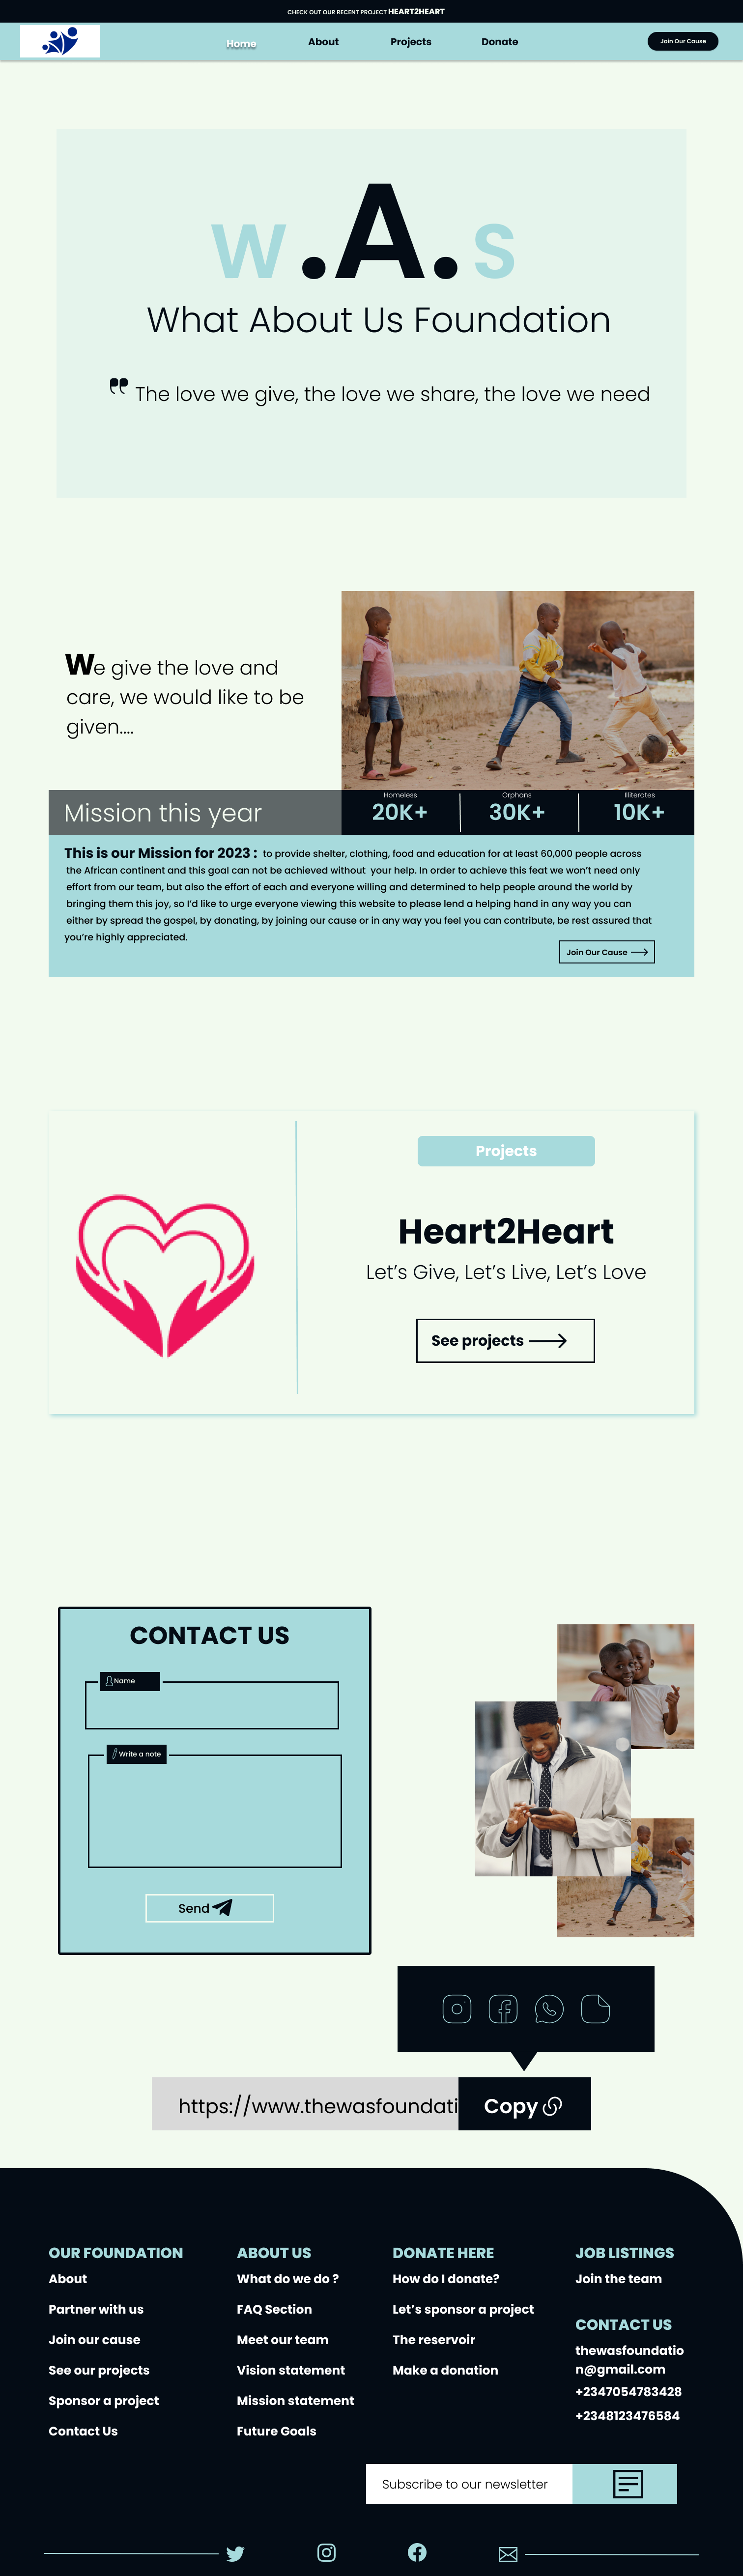 CHECK OUT OUR RECENT PROJECT HEART2HEART
Home About Projects Donate Join Our Cause
W.A.S
What About Us Foundation
❞ The love we give, the love we share, the love we need
We give the love and
care, we would like to be
given....
Mission this year
Homeless Orphans Illiterates
20K+ 30K+ 10K+
This is our Mission for 2023 : to provide shelter, clothing, food and education for at least 60,000 people across
the African continent and this goal can not be achieved without your help. In order to achieve this feat we won't need only
effort from our team, but also the effort of each and everyone willing and determined to help people around the world by
bringing them this joy, so I'd like to urge everyone viewing this website to please lend a helping hand in any way you can
either by spread the gospel, by donating, by joining our cause or in any way you feel you can contribute, be rest assured that
you're highly appreciated.
Join Our Cause
Projects
Heart2Heart
Let's Give, Let's Live, Let's Love
See projects
CONTACT US
Name
Write a note
Send
https://www.thewasfoundati
Copy
OUR FOUNDATION
About
Partner with us
Join our cause
See our projects
Sponsor a project
Contact Us
ABOUT US
What do we do ?
FAQ Section
Meet our team
Vision statement
Mission statement
Future Goals
DONATE HERE
How do I donate?
Let's sponsor a project
The reservoir
Make a donation
JOB LISTINGS
Join the team
CONTACT US
thewasfoundatio
n@gmail.com
+2347054783428
+2348123476584
Subscribe to our newsletter